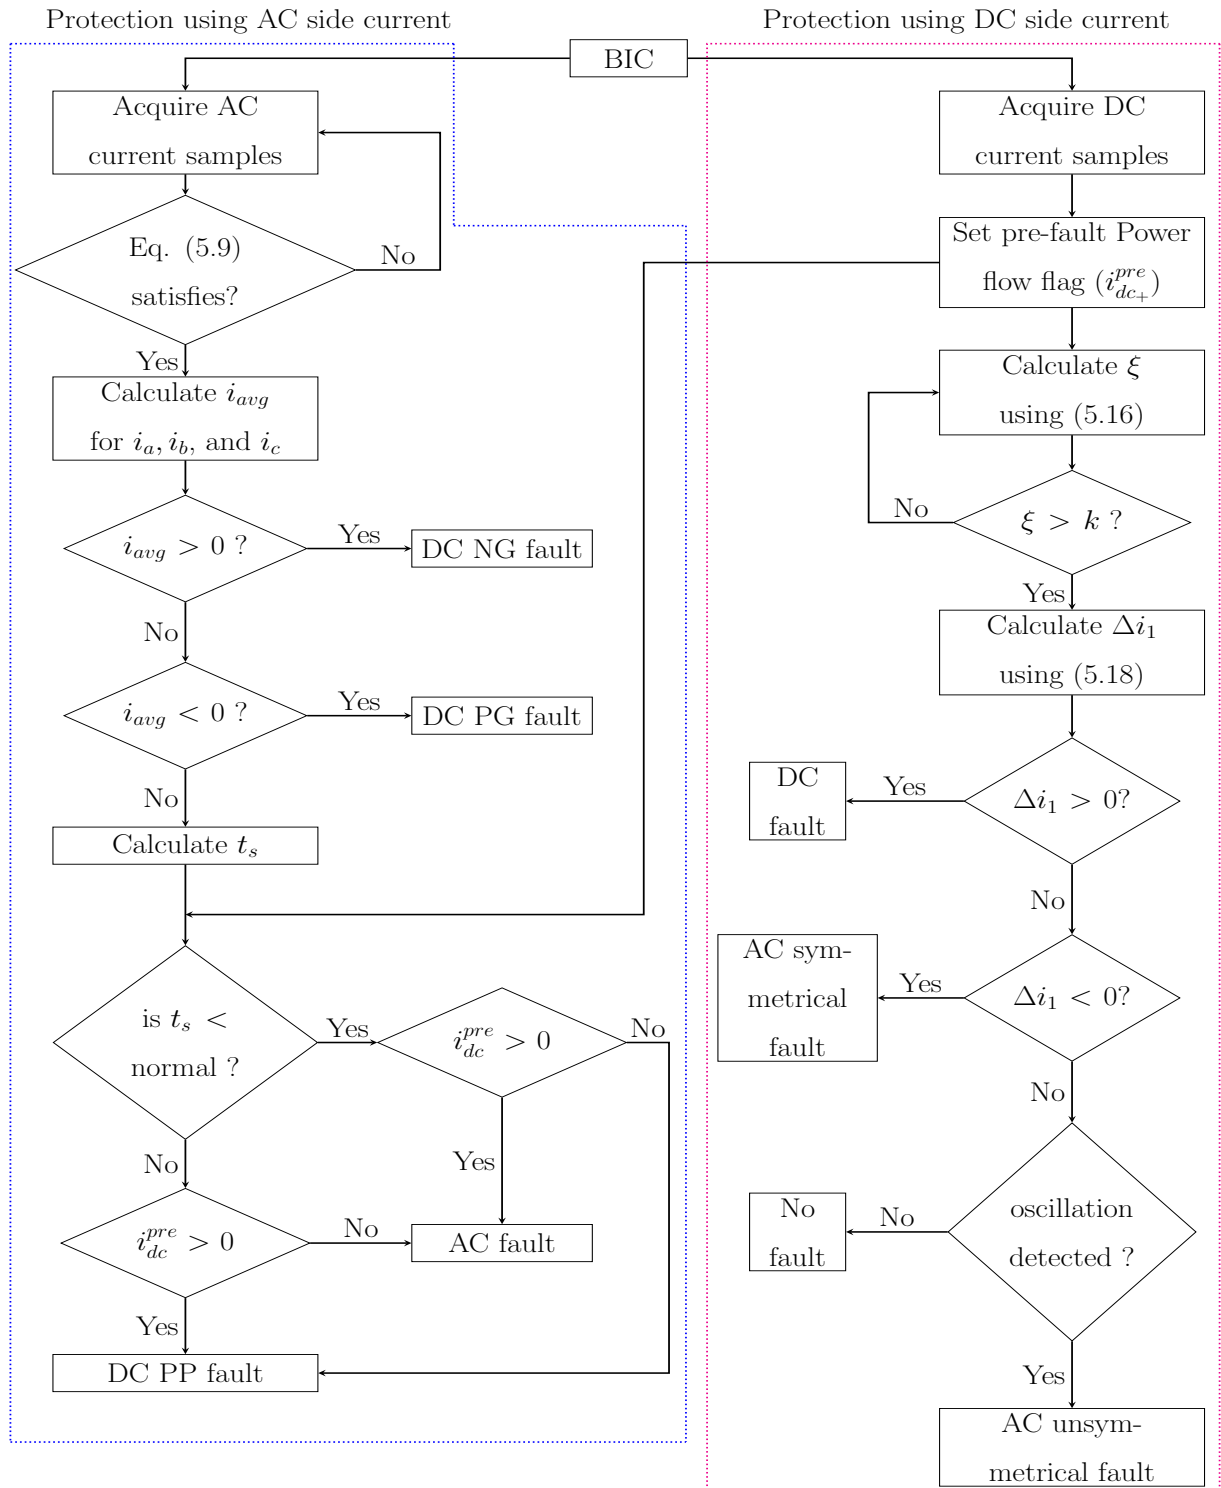 Protection using AC side current
Protection using DC side current
BIC
Acquire AC
current samples
Eq. (5.9)
satisfies?
No
Yes
Calculate i_{avg}
for i_a, i_b, and i_c
i_{avg} > 0 ?
Yes
DC NG fault
No
i_{avg} < 0 ?
Yes
DC PG fault
No
Calculate t_s
is t_s <
normal ?
Yes
i_{dc}^{pre} > 0
No
Yes
No
i_{dc}^{pre} > 0
No
AC fault
Yes
DC PP fault
Acquire DC
current samples
Set pre-fault Power
flow flag (i_{dc_+}^{pre})
Calculate ξ
using (5.16)
ξ > k ?
No
Yes
Calculate Δi_1
using (5.18)
Δi_1 > 0?
Yes
DC
fault
No
Δi_1 < 0?
Yes
AC sym-
metrical
fault
No
oscillation
detected ?
No
No
fault
Yes
AC unsym-
metrical fault